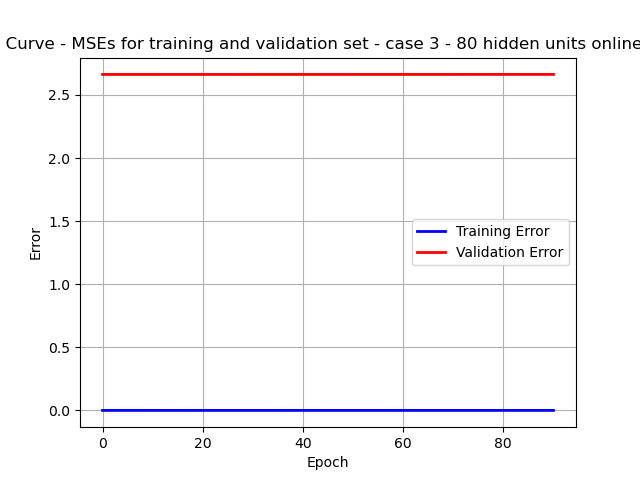 Curve - MSEs for training and validation set - case 3 - 80 hidden units online
2.5
2.0
1.5
1.0
0.5
0.0
Error
Training Error
Validation Error
0 20 40 60 80
Epoch